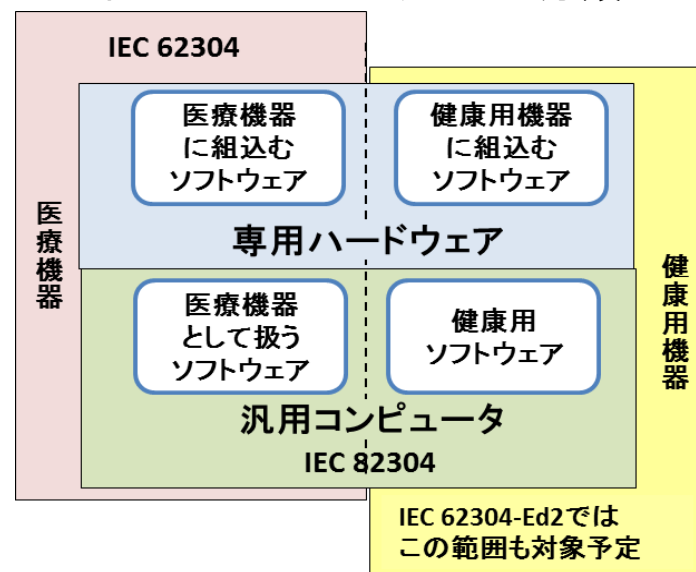 IEC 62304
医療機器
に組込む
ソフトウェア
健康用機器
に組込む
ソフトウェア
専用ハードウェア
医療機器
健康用機器
医療機器
として扱う
ソフトウェア
健康用
ソフトウェア
汎用コンピュータ
IEC 82304
IEC 62304-Ed2では
この範囲も対象予定